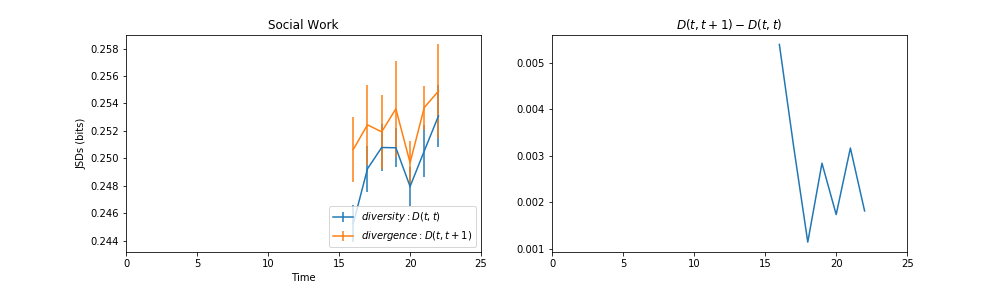 Social Work
JSDs (bits)
0.258
0.256
0.254
0.252
0.250
0.248
0.246
0.244
0 5 10 15 20 25
Time
diversity: D(t, t)
divergence: D(t, t + 1)
D(t, t + 1) − D(t, t)
0.005
0.004
0.003
0.002
0.001
0 5 10 15 20 25